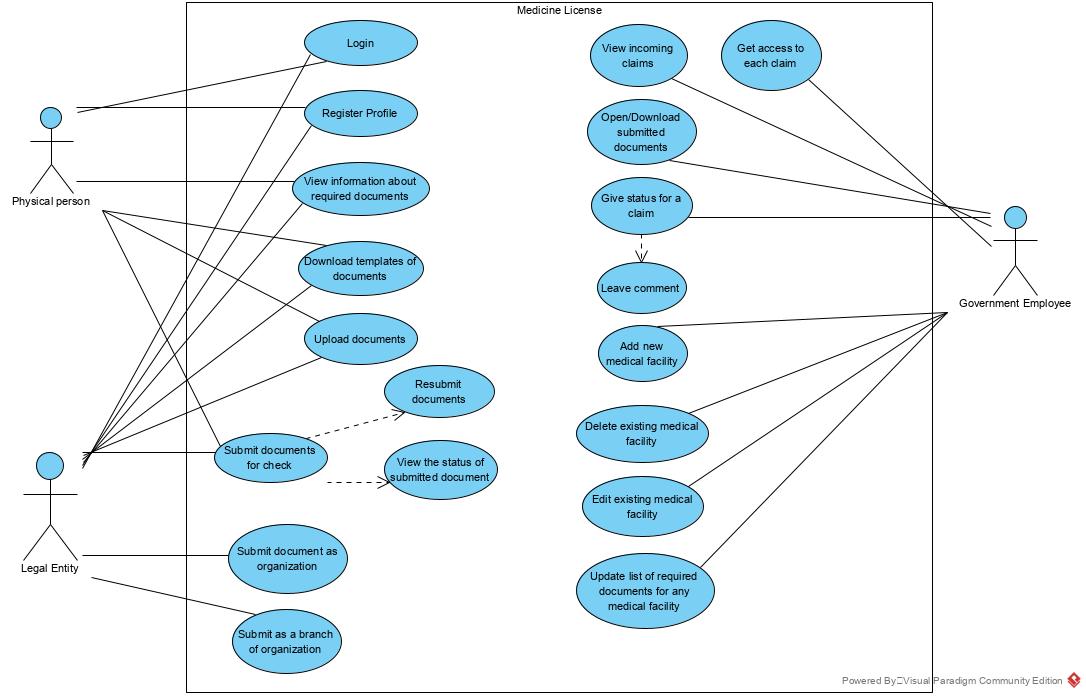 Medicine License
Login
Register Profile
View information about
required documents
Download templates of
documents
Upload documents
Resubmit
documents
Submit documents
for check
View the status of
submitted document
Submit document as
organization
Submit as a branch
of organization
Physical person
Legal Entity
View incoming
claims
Get access to
each claim
Open/Download
submitted
documents
Give status for a
claim
Leave comment
Add new
medical facility
Delete existing medical
facility
Edit existing medical
facility
Update list of required
documents for any
medical facility
Government Employee
Powered By Visual Paradigm Community Edition